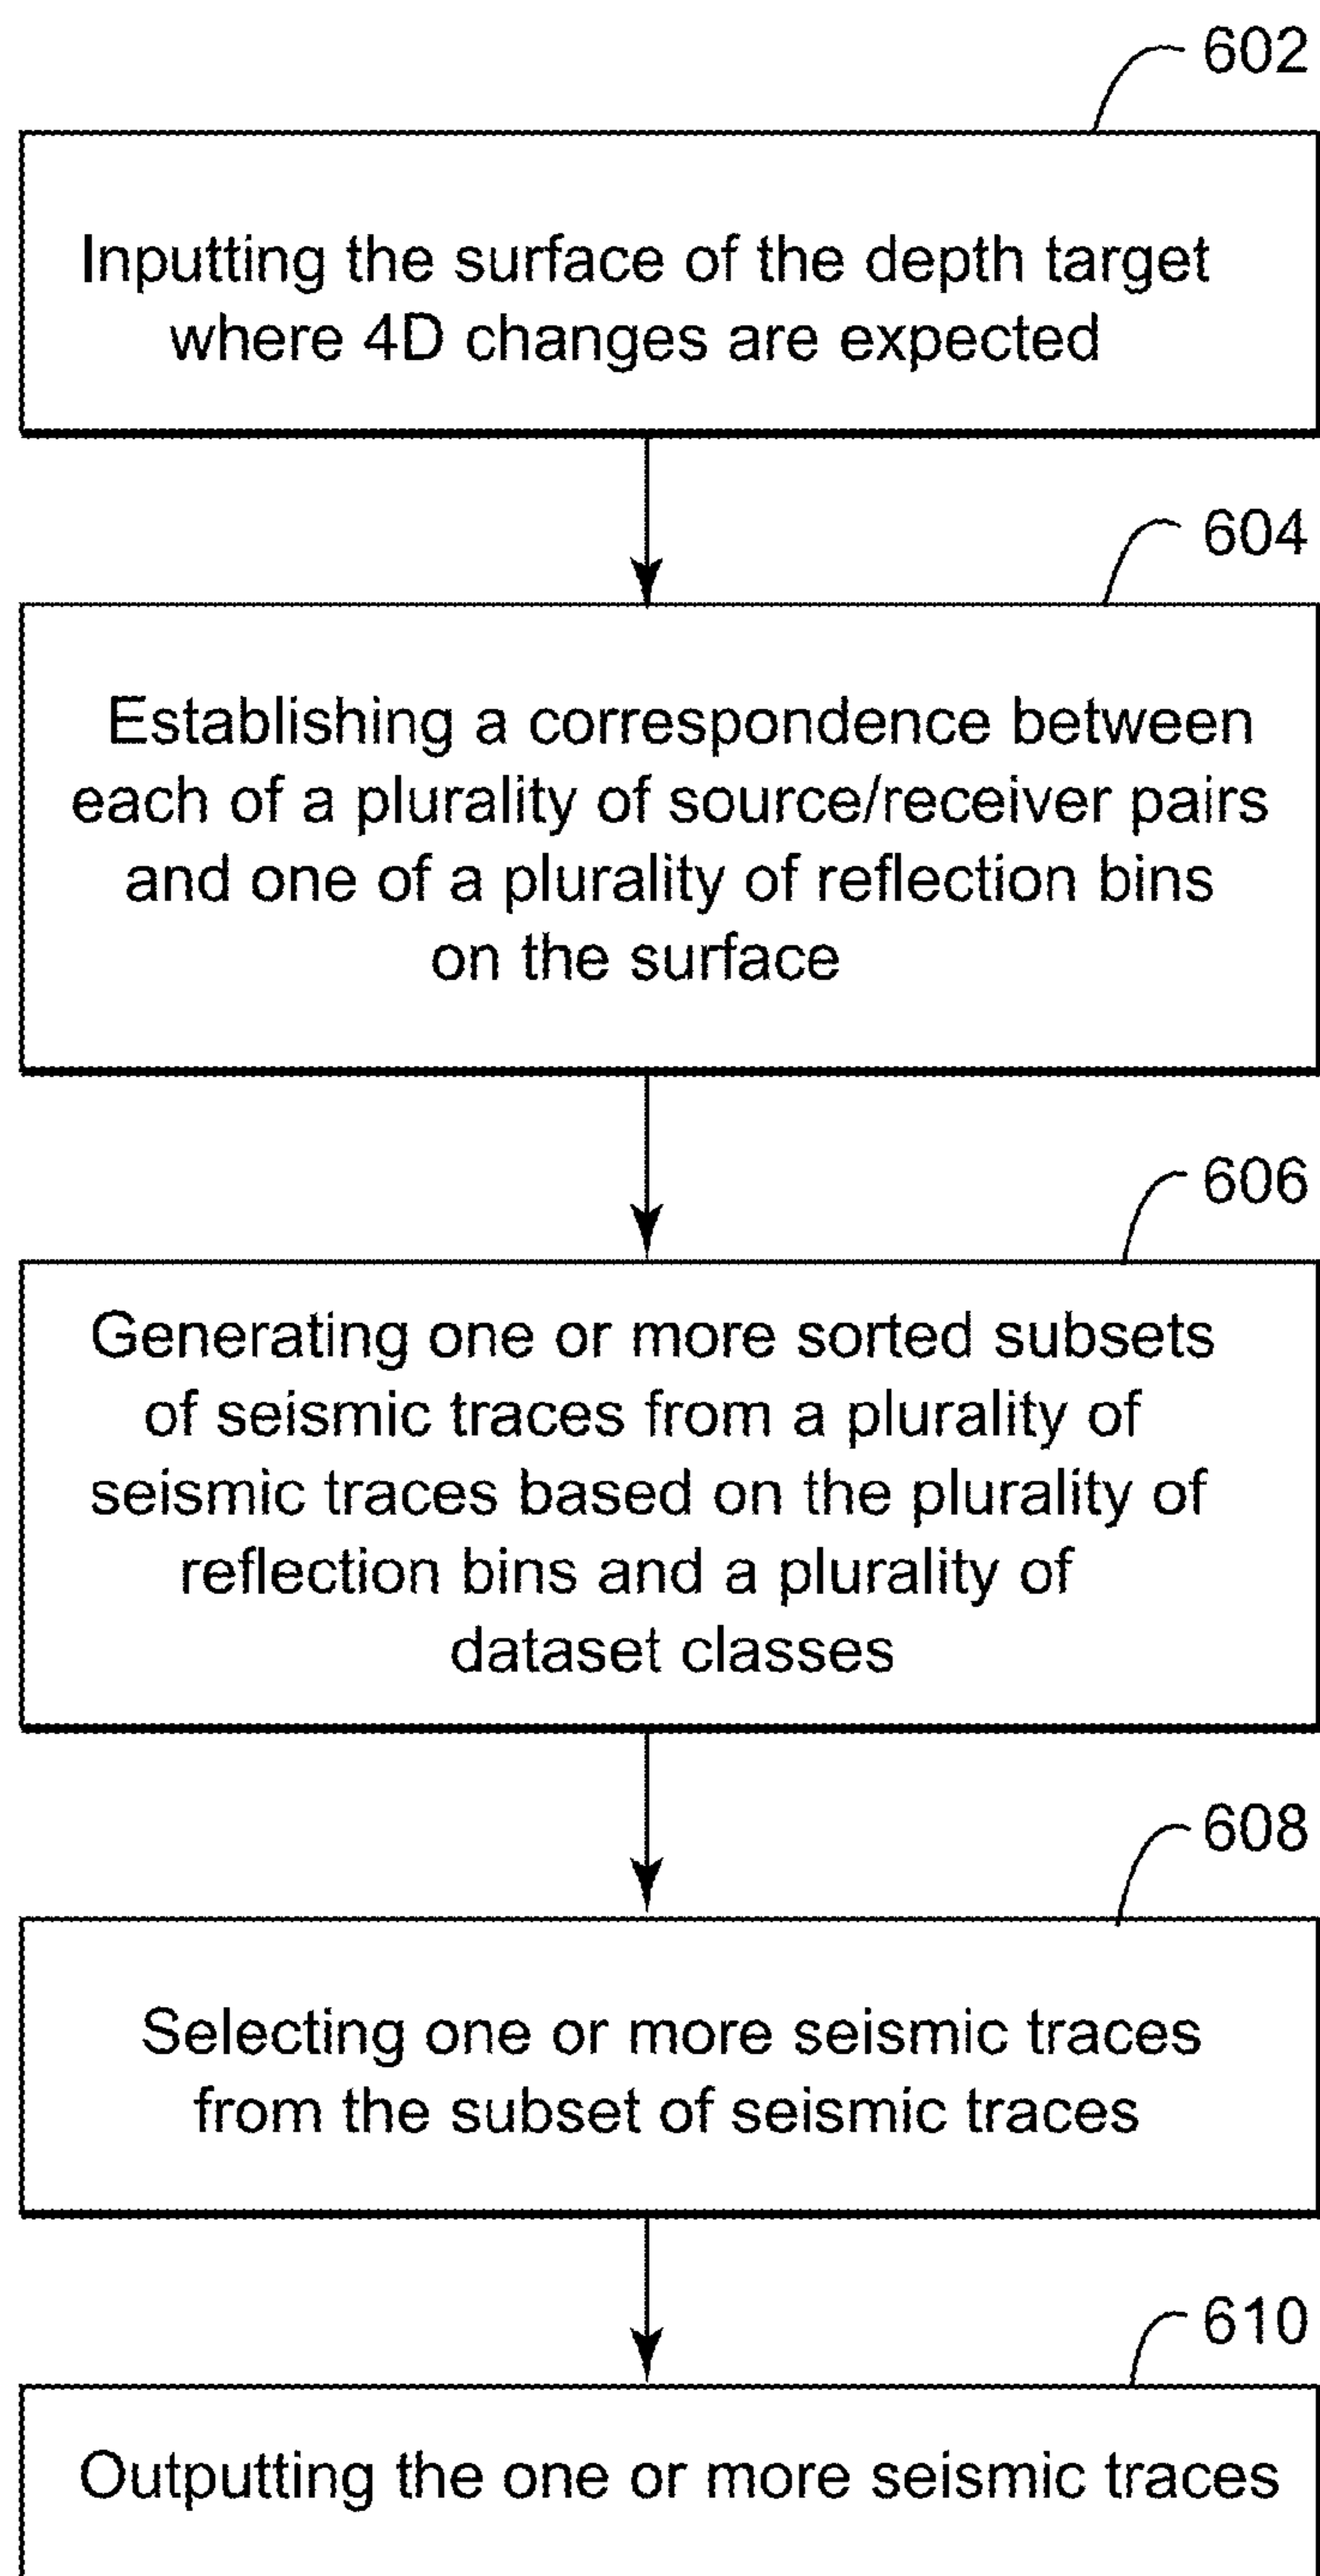 602
Inputting the surface of the depth target
where 4D changes are expected
604
Establishing a correspondence between
each of a plurality of source/receiver pairs
and one of a plurality of reflection bins
on the surface
606
Generating one or more sorted subsets
of seismic traces from a plurality of
seismic traces based on the plurality of
reflection bins and a plurality of
dataset classes
608
Selecting one or more seismic traces
from the subset of seismic traces
610
Outputting the one or more seismic traces